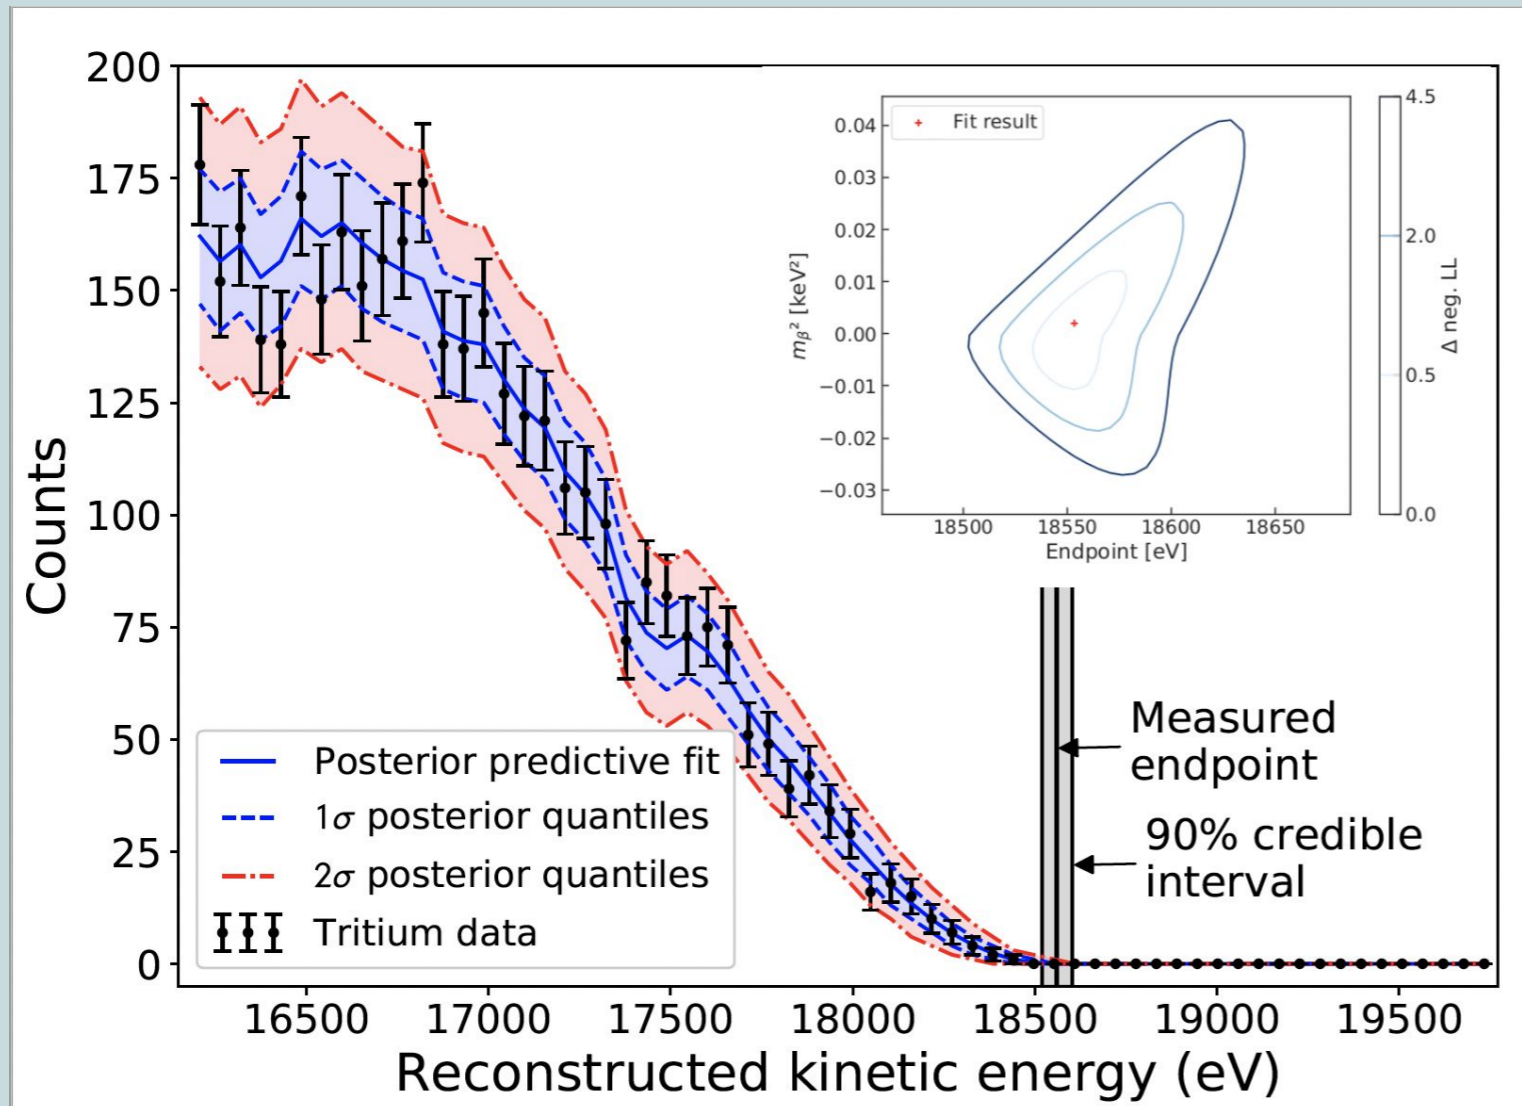 200
175
150
125
100
75
50
25
0
Counts
16500 17000 17500 18000 18500 19000 19500
Reconstructed kinetic energy (eV)
Posterior predictive fit
1σ posterior quantiles
2σ posterior quantiles
Tritium data
Measured
endpoint
90% credible
interval
Fit result
0.04
0.03
0.02
0.01
0.00
−0.01
−0.02
−0.03
mᵦ² [keV²]
18500 18550 18600 18650
Endpoint [eV]
4.5
2.0
0.5
0.0
Δ neg. LL